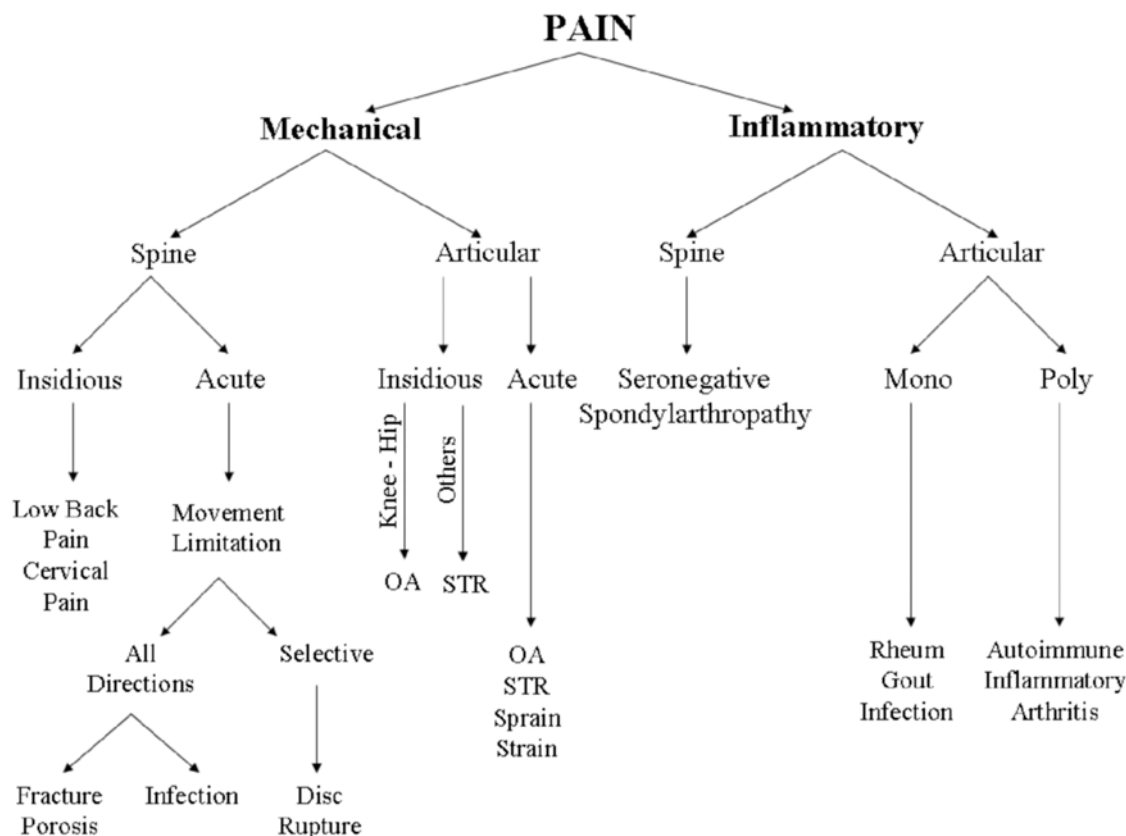 PAIN
Mechanical
Inflammatory
Spine
Articular
Spine
Articular
Insidious
Acute
Insidious
Acute
Seronegative
Spondylarthropathy
Mono
Poly
Low Back
Pain
Cervical
Pain
Movement
Limitation
Knee - Hip
Others
OA
STR
All
Directions
Selective
OA
STR
Sprain
Strain
Rheum
Gout
Infection
Autoimmune
Inflammatory
Arthritis
Fracture
Porosis
Infection
Disc
Rupture